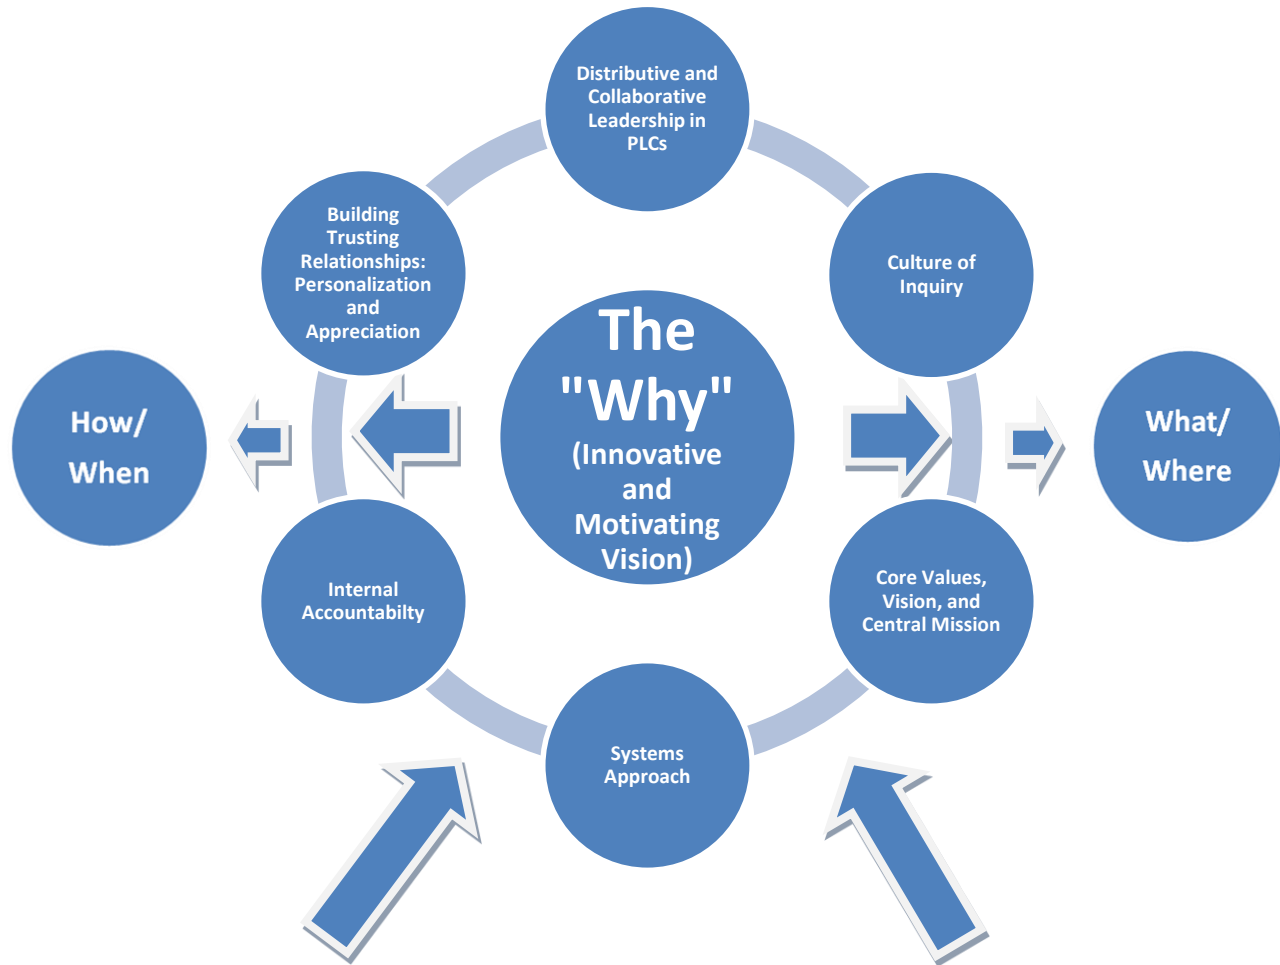 Distributive and
Collaborative
Leadership in
PLCs
Building
Trusting
Relationships:
Personalization
and
Appreciation
Culture of
Inquiry
The
"Why"
(Innovative
and
Motivating
Vision)
How/
When
What/
Where
Internal
Accountabilty
Core Values,
Vision, and
Central Mission
Systems
Approach